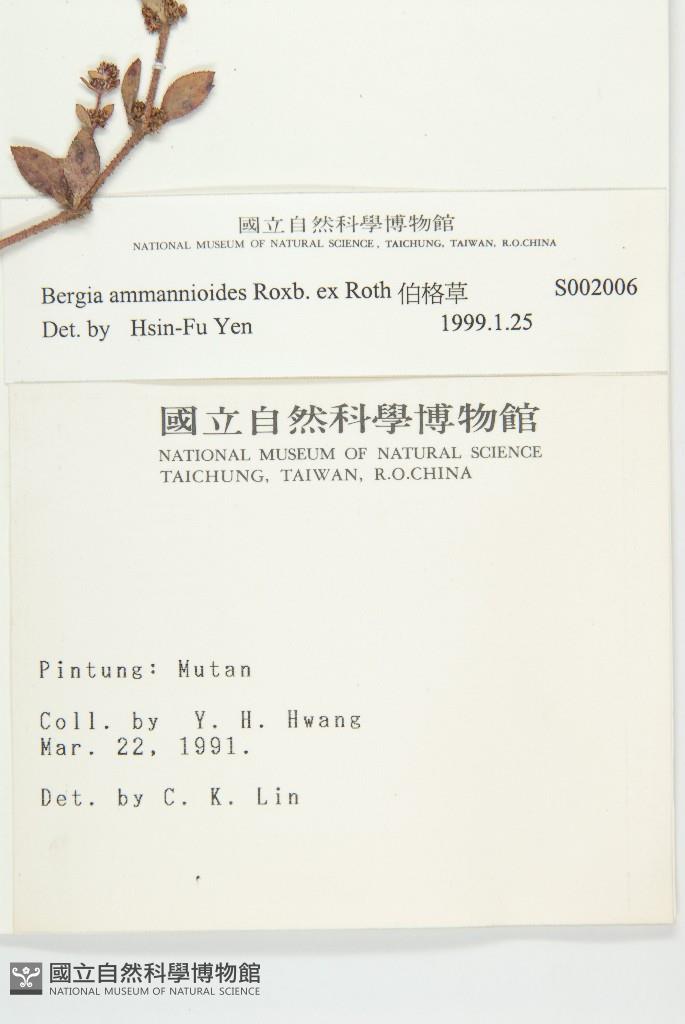 國立自然科學博物館
NATIONAL MUSEUM OF NATURAL SCIENCE, TAICHUNG, TAIWAN, R.O.CHINA
Bergia ammannioides Roxb. ex Roth 伯格草 S002006
Det. by Hsin-Fu Yen 1999.1.25
國立自然科學博物館
NATIONAL MUSEUM OF NATURAL SCIENCE
TAICHUNG, TAIWAN, R.O.CHINA
Pintung: Mutan
Coll. by Y. H. Hwang
Mar. 22, 1991.
Det. by C. K. Lin
國立自然科學博物館
NATIONAL MUSEUM OF NATURAL SCIENCE